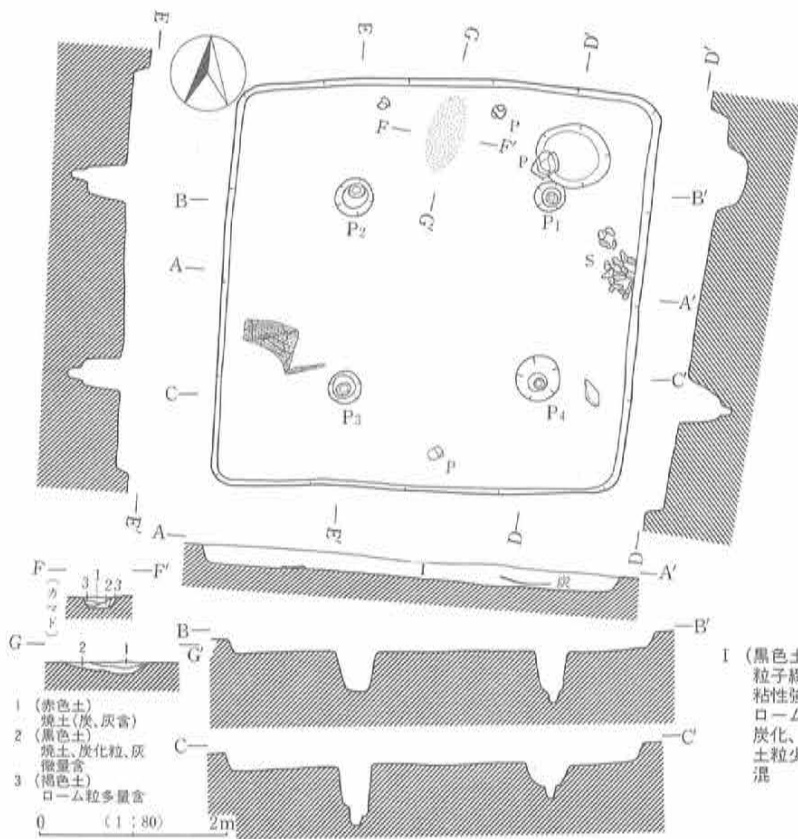 E
E
G
D'
D'
F
F'
P
P
B
P2
G'
P1
B'
A
S
A'
C
P3
P4
C'
P
E'
E'
D
D
A
I
炭
A'
F
1
F'
3
2
3
(カマド)
G
2
1
B
B'
G'
C
C'
1 (赤色土)
焼土(炭、灰含)
2 (黒色土)
焼土、炭化粒、灰
微量含
3 (褐色土)
ローム粒多量含
0 (1:80) 2m
I (黒色土
粒子
粘性強
ローム
炭化、
土粒少
混